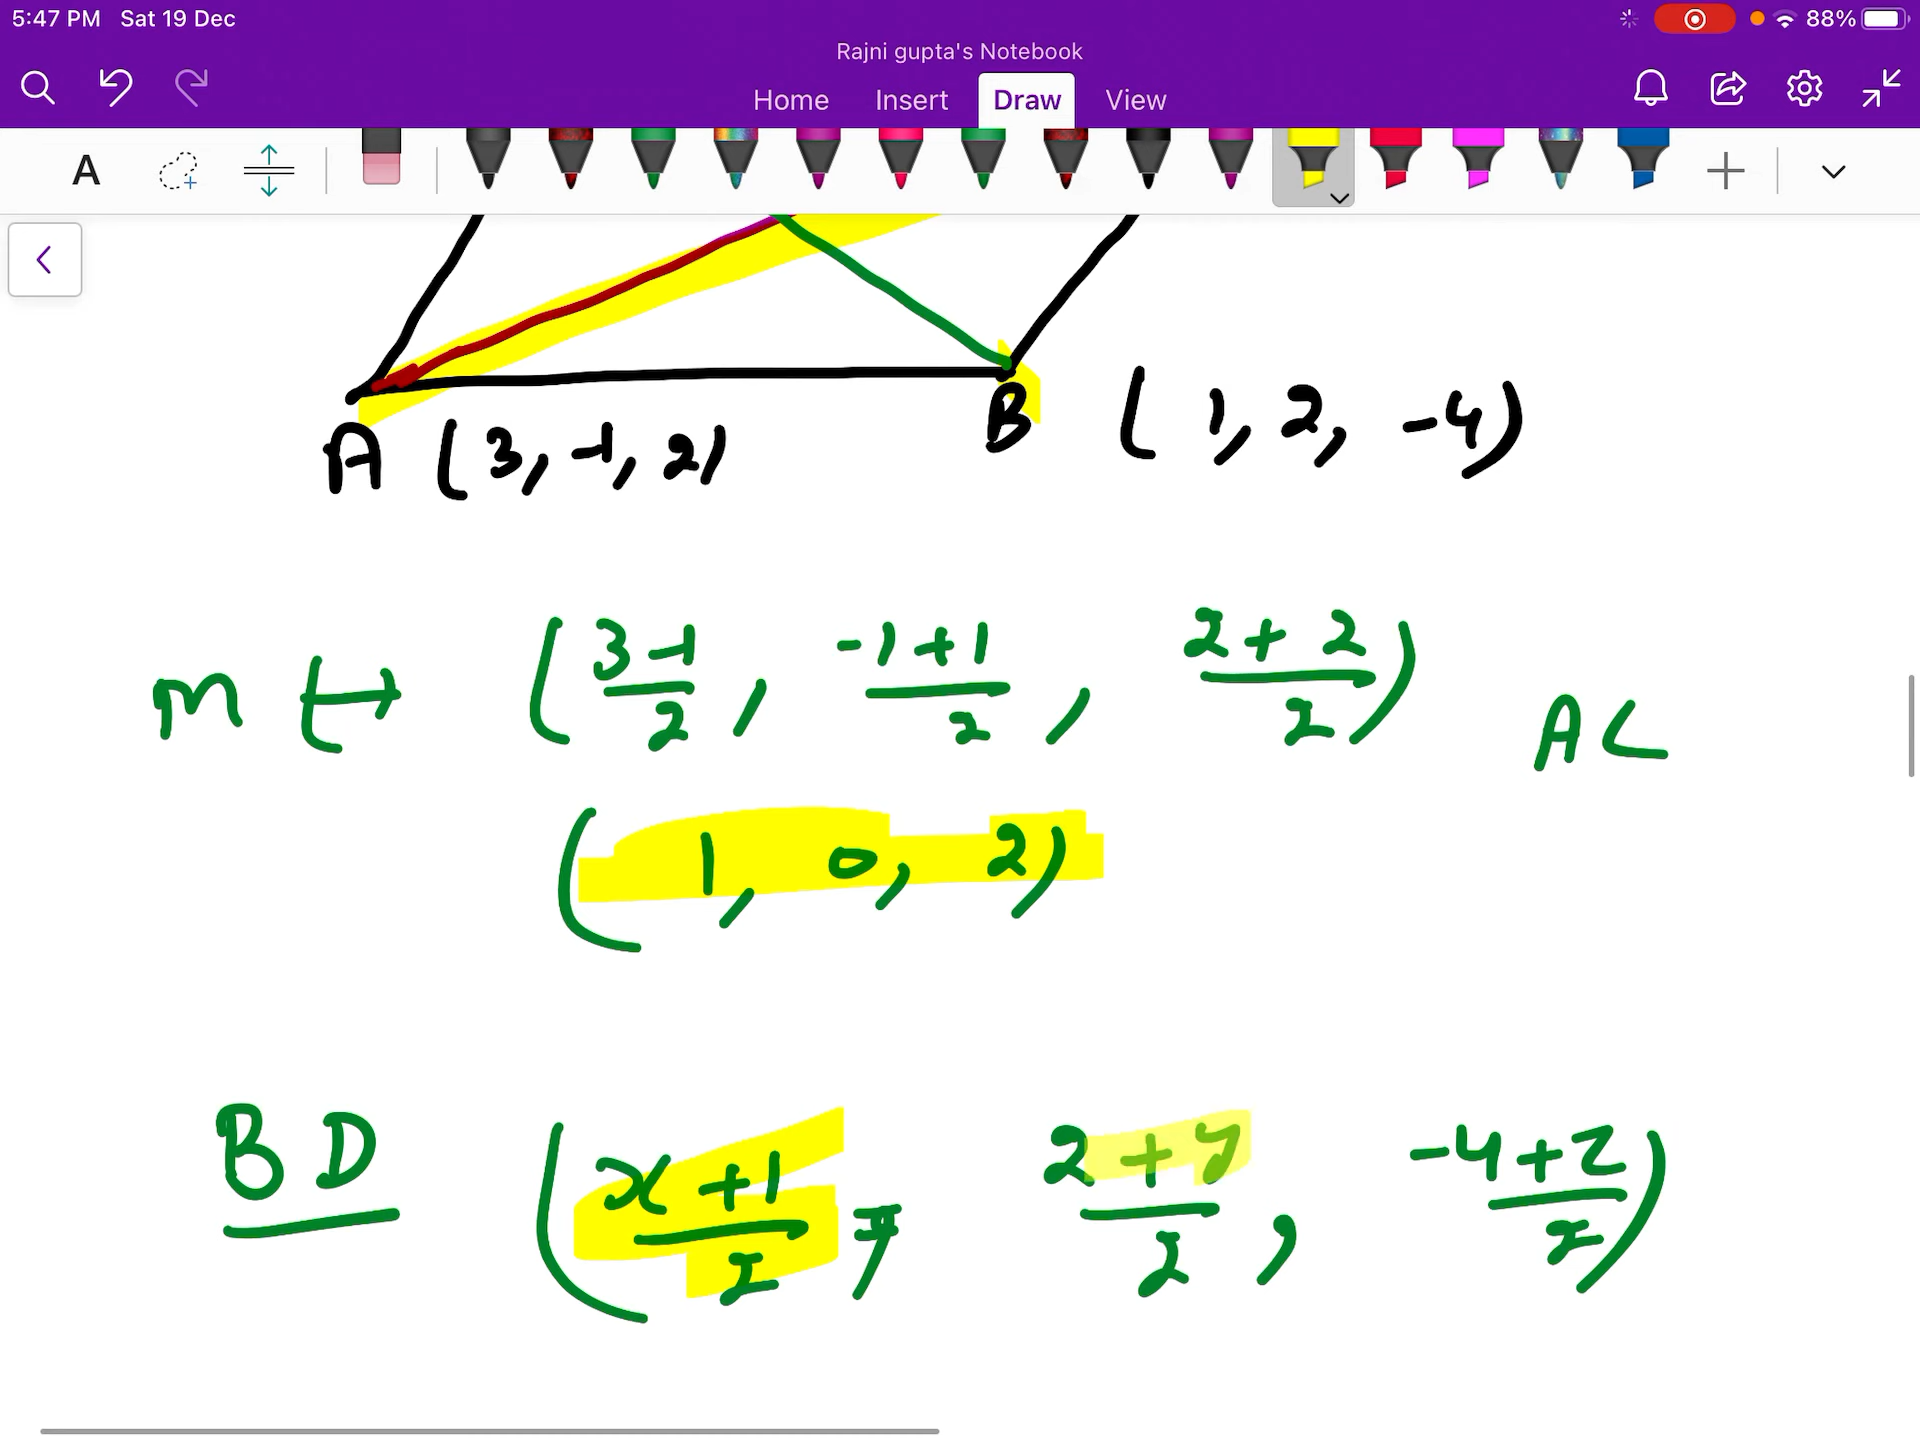 5:47 PM Sat 19 Dec
88%
Rajni gupta's Notebook
Home Insert Draw View
A
A (3, -1, 2)
B (1, 2, -4)
M ↦ (3-1/2, -1+1/2, 2+2/2) AC
(1, 0, 2)
BD (x+1/2, 2+y/2, -4+z/2)